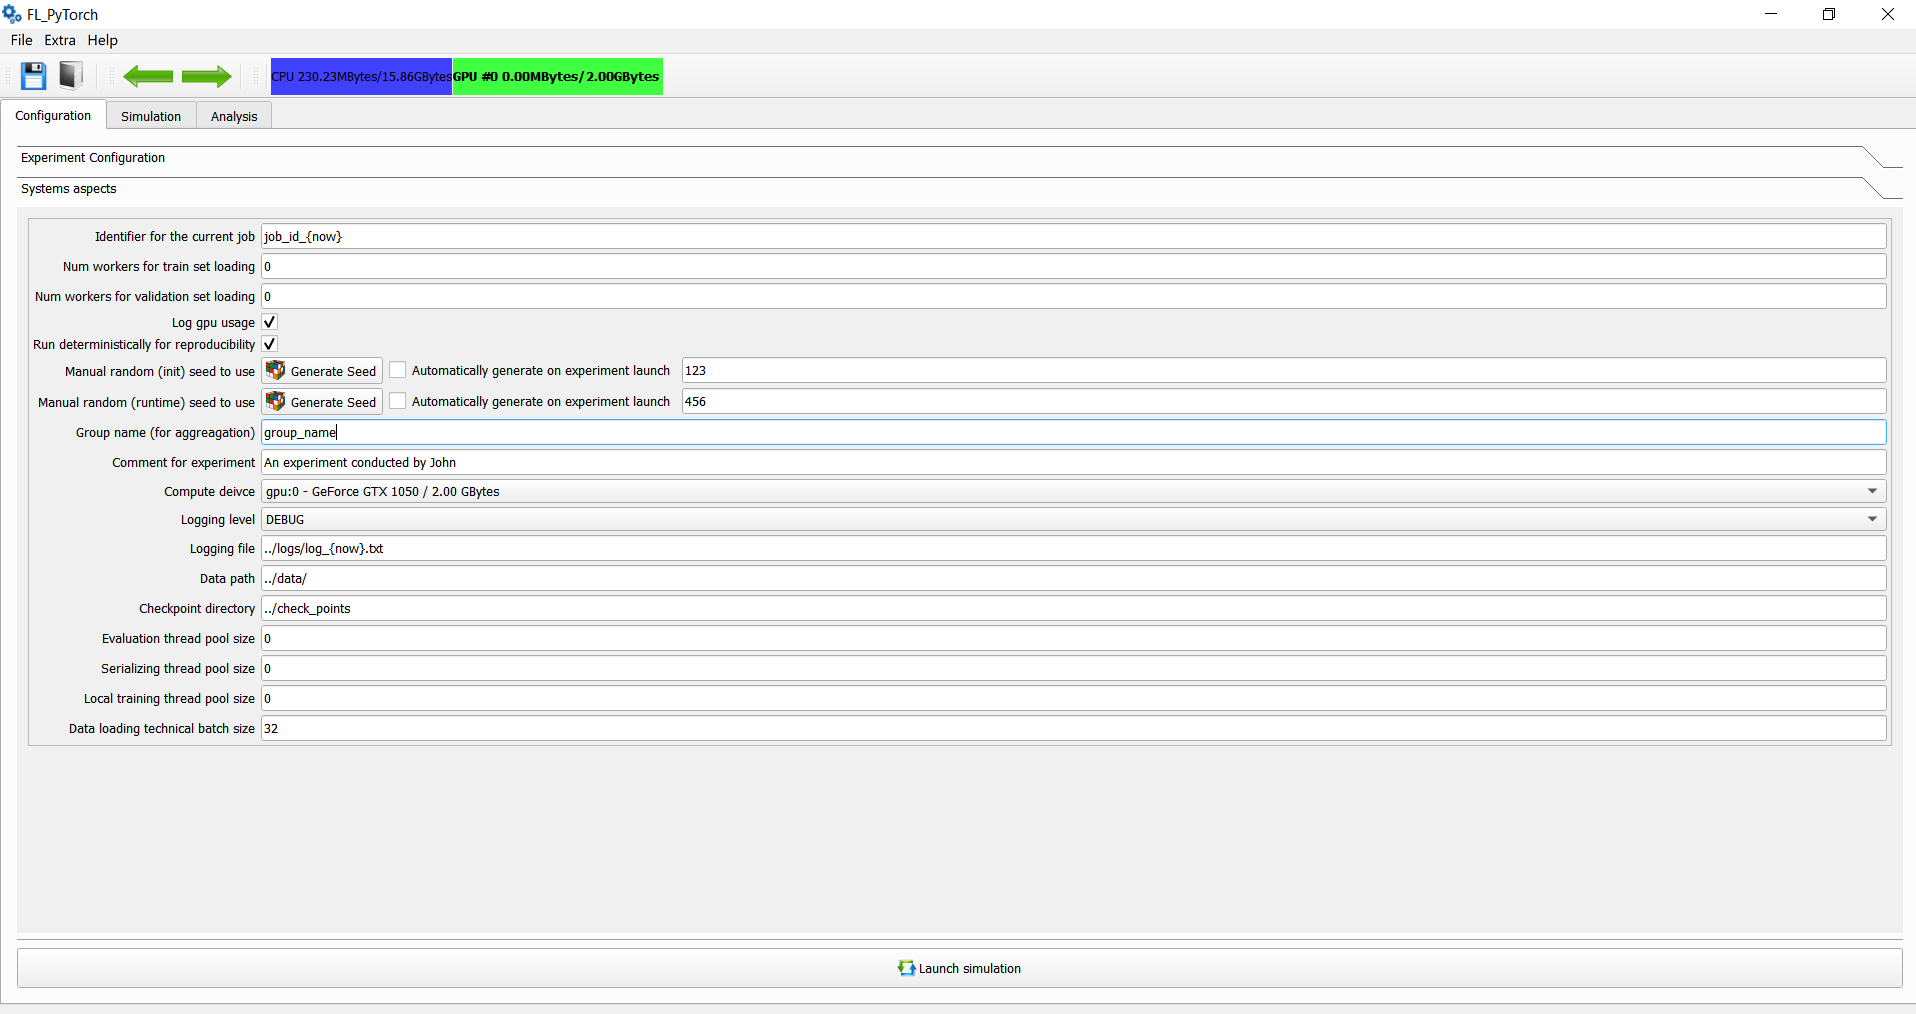 FL_PyTorch
File Extra Help
CPU 230.23MBytes/15.86GBytes GPU #0 0.00MBytes/2.00GBytes
Configuration Simulation Analysis
Experiment Configuration
Systems aspects
Identifier for the current job job_id_{now}
Num workers for train set loading 0
Num workers for validation set loading 0
Log gpu usage
Run deterministically for reproducibility
Manual random (init) seed to use Generate Seed Automatically generate on experiment launch 123
Manual random (runtime) seed to use Generate Seed Automatically generate on experiment launch 456
Group name (for aggreagation) group_name
Comment for experiment An experiment conducted by John
Compute deivce gpu:0 - GeForce GTX 1050 / 2.00 GBytes
Logging level DEBUG
Logging file ../logs/log_{now}.txt
Data path ../data/
Checkpoint directory ../check_points
Evaluation thread pool size 0
Serializing thread pool size 0
Local training thread pool size 0
Data loading technical batch size 32
Launch simulation